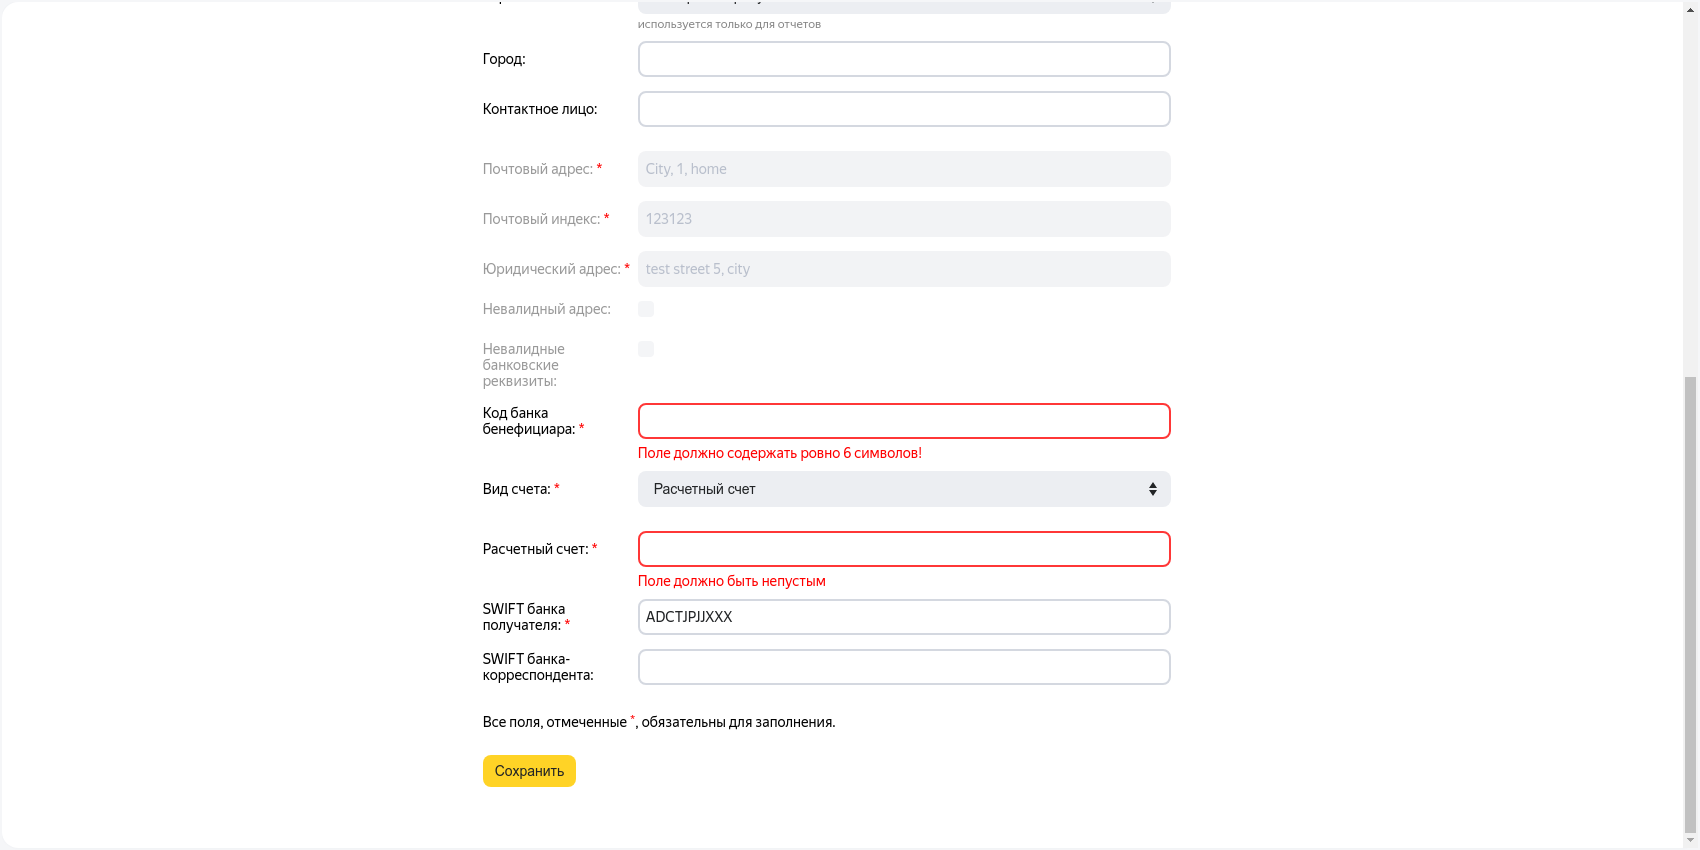 используется только для отчетов
Город:
Контактное лицо:
Почтовый адрес: * City, 1, home
Почтовый индекс: * 123123
Юридический адрес: * test street 5, city
Невалидный адрес:
Невалидные
банковские
реквизиты:
Код банка
бенефициара: *
Поле должно содержать ровно 6 символов!
Вид счета: * Расчетный счет
Расчетный счет: *
Поле должно быть непустым
SWIFT банка
получателя: * ADCTJPJJXXX
SWIFT банка-
корреспондента:
Все поля, отмеченные *, обязательны для заполнения.
Сохранить